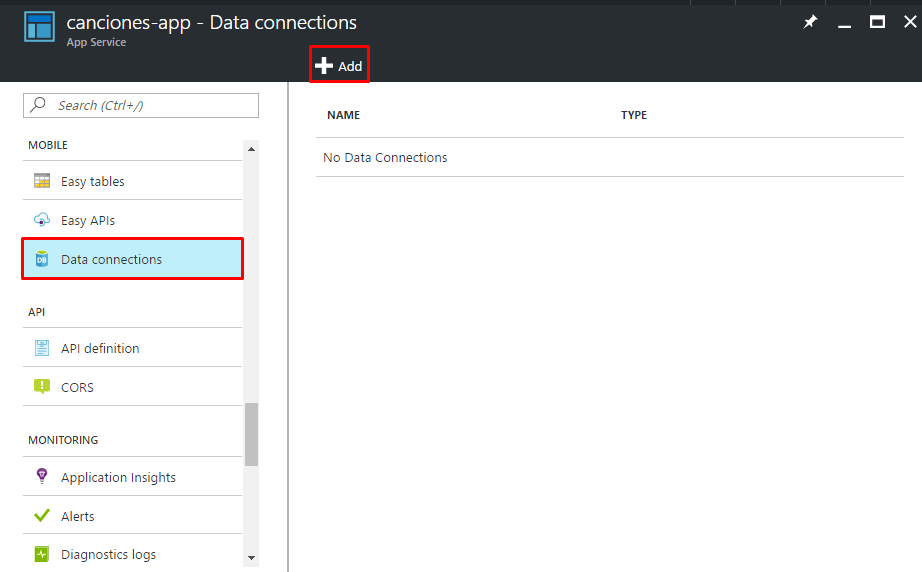 canciones-app - Data connections
App Service
Add
Search (Ctrl+/)
MOBILE
Easy tables
Easy APIs
DB
Data connections
API
API definition
CORS
MONITORING
Application Insights
Alerts
Diagnostics logs
NAME TYPE
No Data Connections